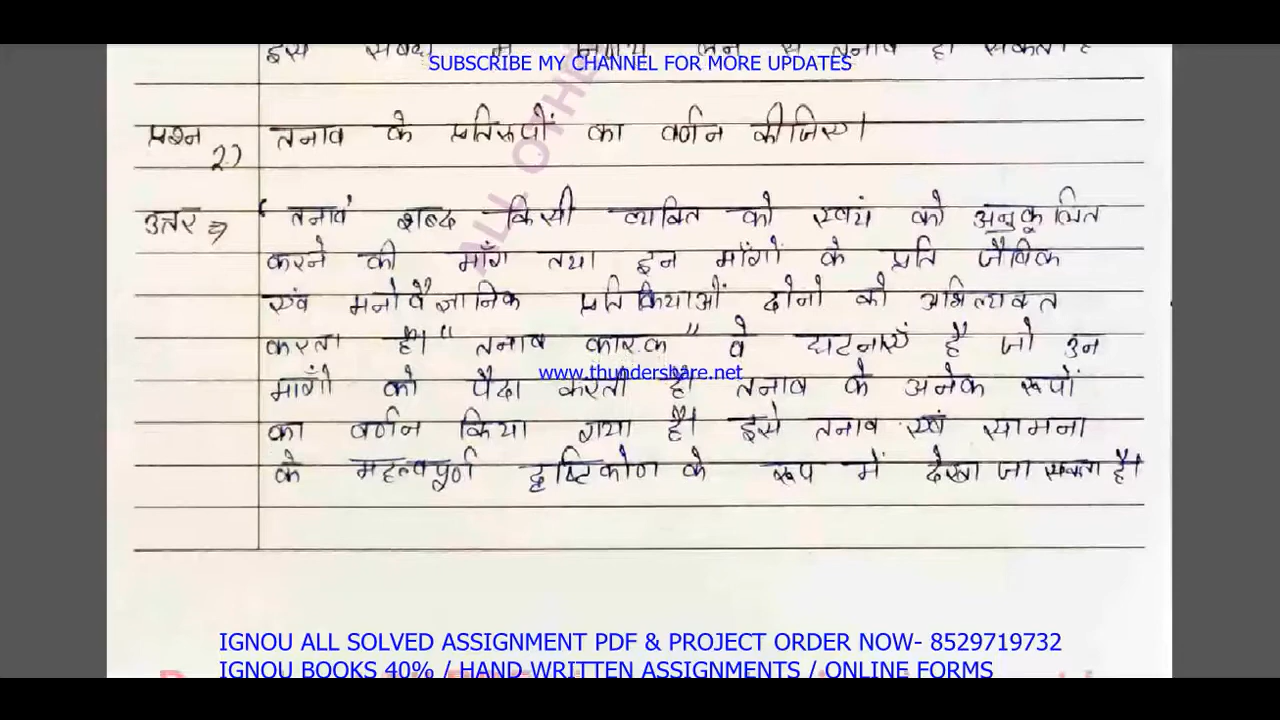 SUBSCRIBE MY CHANNEL FOR MORE UPDATES
प्रश्न 2) तनाव के प्रतिरूपों का वर्णन कीजिए।
उत्तर ⇒ 'तनाव' शब्द किसी व्यक्ति को स्वयं को अनुकूलित
करने की माँग तथा इन माँगों के प्रति जैविक
एवं मनोवैज्ञानिक प्रतिक्रियाओं दोनो को अभिव्यक्त
करता है। "तनाव कारक" वे घटनाएँ है जो उन
www.thundershare.net
माँगो को पैदा करती है। तनाव के अनेक रूपों
का वर्णन किया गया है। इसे तनाव एवं सामना
के महत्वपूर्ण दृष्टिकोण के रूप में देखा जा सकता है।
IGNOU ALL SOLVED ASSIGNMENT PDF & PROJECT ORDER NOW- 8529719732
IGNOU BOOKS 40% / HAND WRITTEN ASSIGNMENTS / ONLINE FORMS